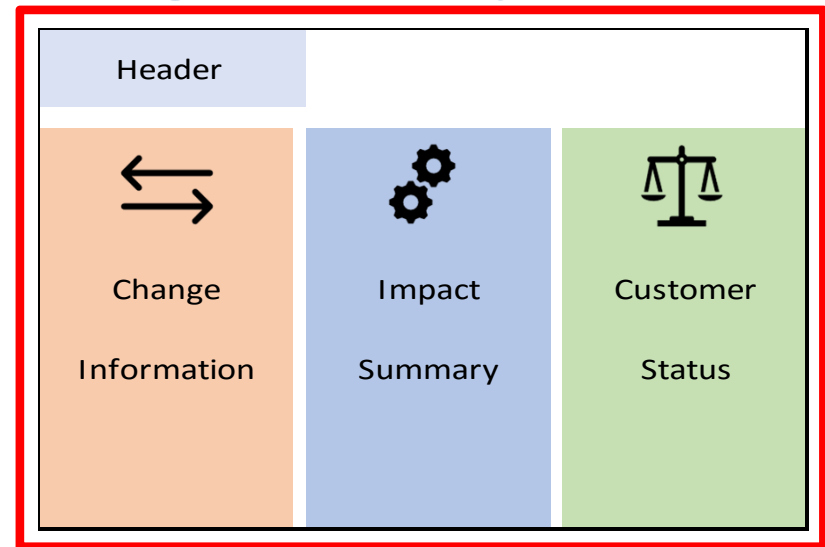 Header
Change
Information
Impact
Summary
Customer
Status